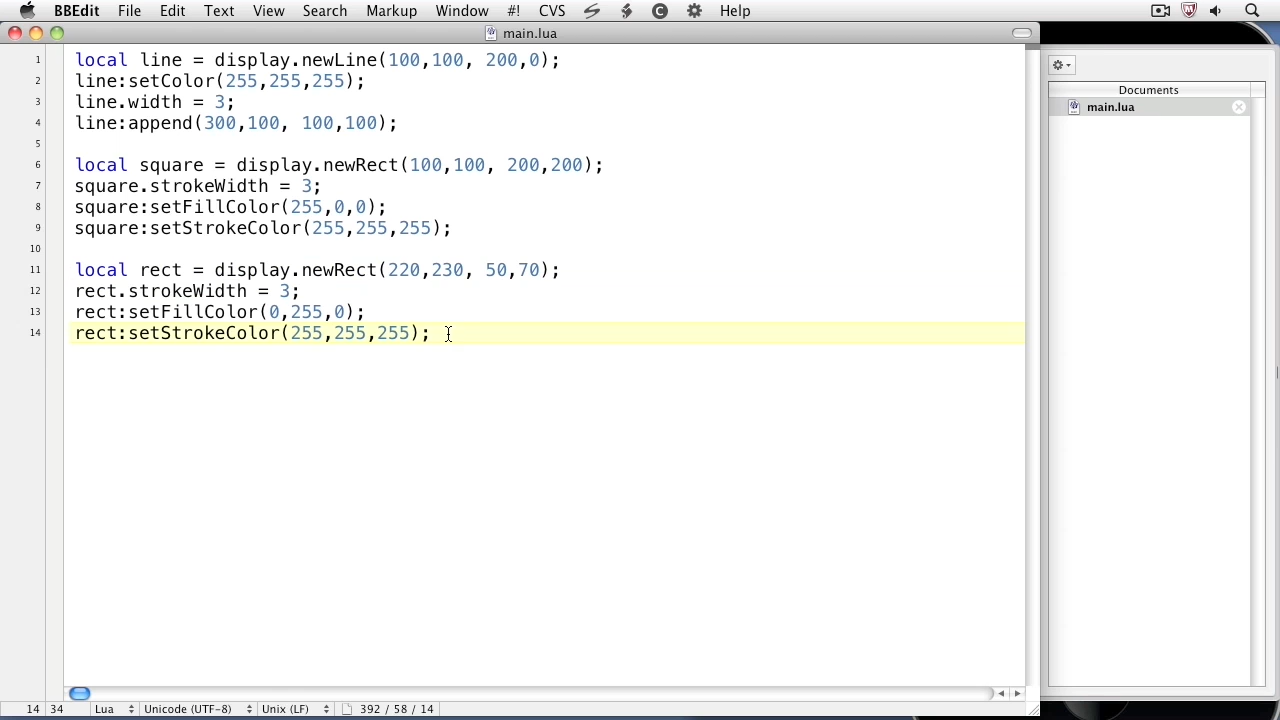 BBEdit File Edit Text View Search Markup Window #! CVS Help
main.lua
1 local line = display.newLine(100,100, 200,0);
2 line:setColor(255,255,255);
3 line.width = 3;
4 line:append(300,100, 100,100);
5
6 local square = display.newRect(100,100, 200,200);
7 square.strokeWidth = 3;
8 square:setFillColor(255,0,0);
9 square:setStrokeColor(255,255,255);
10
11 local rect = display.newRect(220,230, 50,70);
12 rect.strokeWidth = 3;
13 rect:setFillColor(0,255,0);
14 rect:setStrokeColor(255,255,255);
Documents
main.lua
14 34 Lua Unicode (UTF-8) Unix (LF) 392 / 58 / 14